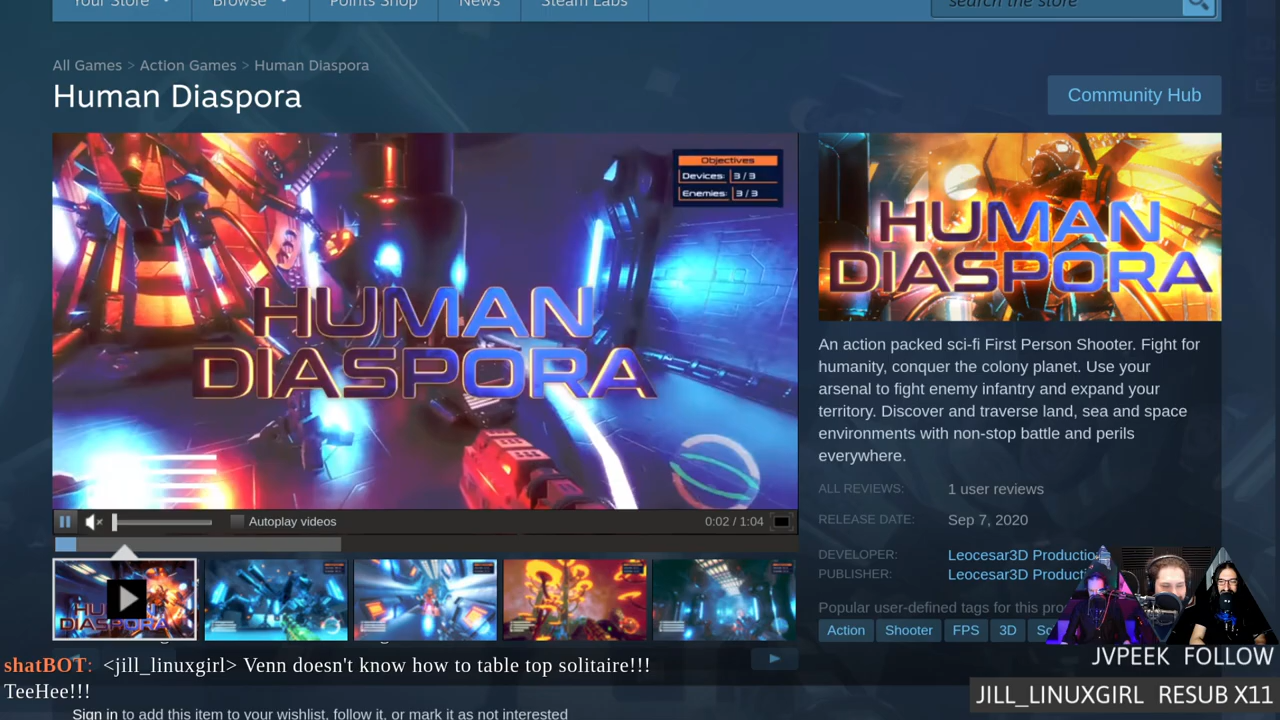 Your Store Browse Points Shop News Steam Labs search the store
All Games > Action Games > Human Diaspora
Human Diaspora
Community Hub
Objectives
Devices: 3 / 3
Enemies: 3 / 3
HUMAN
DIASPORA
HUMAN
DIASPORA
An action packed sci-fi First Person Shooter. Fight for
humanity, conquer the colony planet. Use your
arsenal to fight enemy infantry and expand your
territory. Discover and traverse land, sea and space
environments with non-stop battle and perils
everywhere.
ALL REVIEWS: 1 user reviews
RELEASE DATE: Sep 7, 2020
DEVELOPER: Leocesar3D Productio
PUBLISHER: Leocesar3D Product
Popular user-defined tags for this pro
Action Shooter FPS 3D
Autoplay videos 0:02 / 1:04
shatBOT: <jill_linuxgirl> Venn doesn't know how to table top solitaire!!!
TeeHee!!!
JVPEEK FOLLOW
JILL_LINUXGIRL RESUB X11
Sign in to add this item to your wishlist, follow it, or mark it as not interested